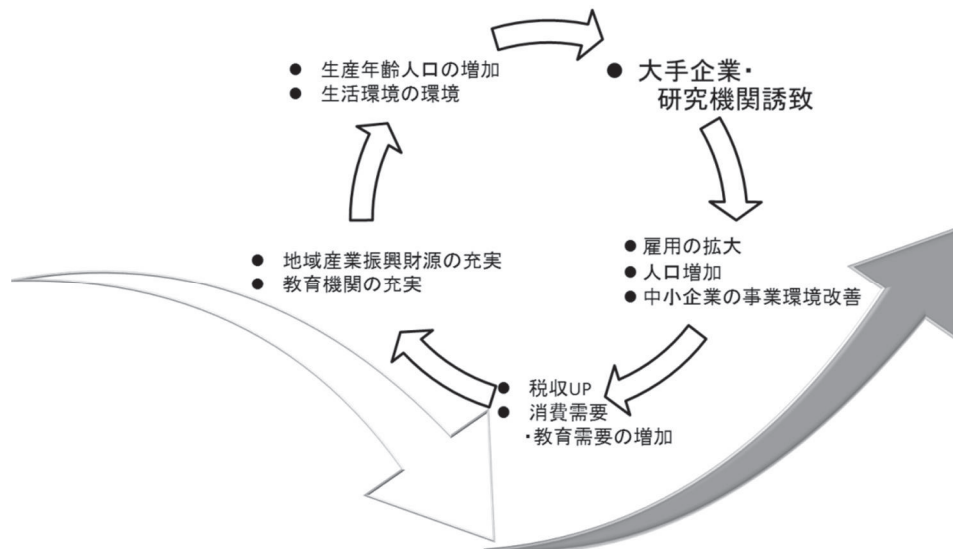 ● 生産年齢人口の増加
● 生活環境の環境
● 大手企業・
研究機関誘致
● 雇用の拡大
● 人口増加
● 中小企業の事業環境改善
● 税収UP
● 消費需要
・教育需要の増加
● 地域産業振興財源の充実
● 教育機関の充実